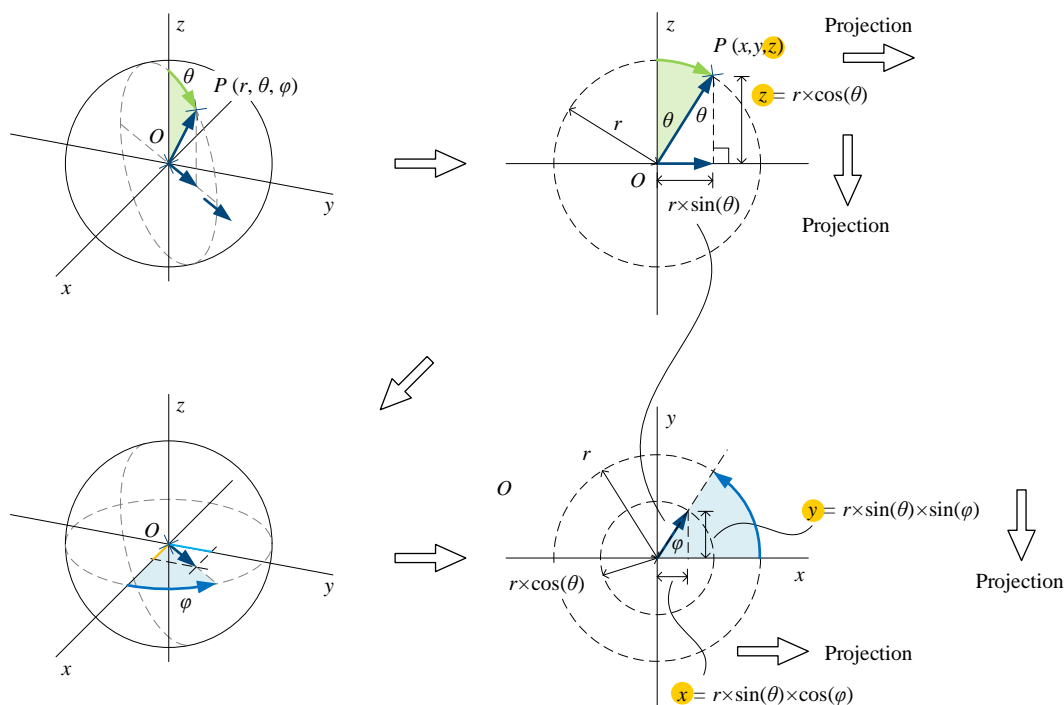 z
θ
P (r, θ, φ)
O
y
x
z
P (x,y,z)
Projection
z = r×cos(θ)
r
θ
θ
O
r×sin(θ)
Projection
z
O
y
φ
x
y
r
O
y = r×sin(θ)×sin(φ)
φ
x
r×cos(θ)
Projection
Projection
x = r×sin(θ)×cos(φ)